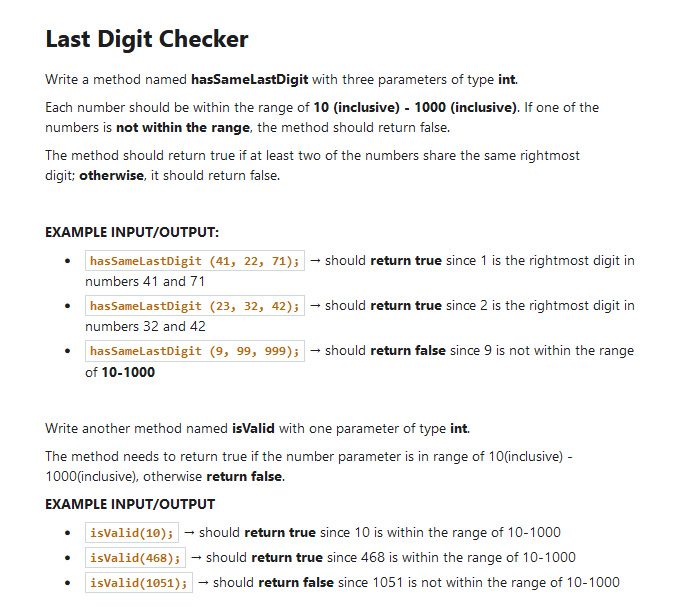 Last Digit Checker
Write a method named hasSameLastDigit with three parameters of type int.
Each number should be within the range of 10 (inclusive) - 1000 (inclusive). If one of the
numbers is not within the range, the method should return false.
The method should return true if at least two of the numbers share the same rightmost
digit; otherwise, it should return false.
EXAMPLE INPUT/OUTPUT:
• hasSameLastDigit (41, 22, 71); → should return true since 1 is the rightmost digit in
numbers 41 and 71
• hasSameLastDigit (23, 32, 42); → should return true since 2 is the rightmost digit in
numbers 32 and 42
• hasSameLastDigit (9, 99, 999); → should return false since 9 is not within the range
of 10-1000
Write another method named isValid with one parameter of type int.
The method needs to return true if the number parameter is in range of 10(inclusive) -
1000(inclusive), otherwise return false.
EXAMPLE INPUT/OUTPUT
• isValid(10); → should return true since 10 is within the range of 10-1000
• isValid(468); → should return true since 468 is within the range of 10-1000
• isValid(1051); → should return false since 1051 is not within the range of 10-1000